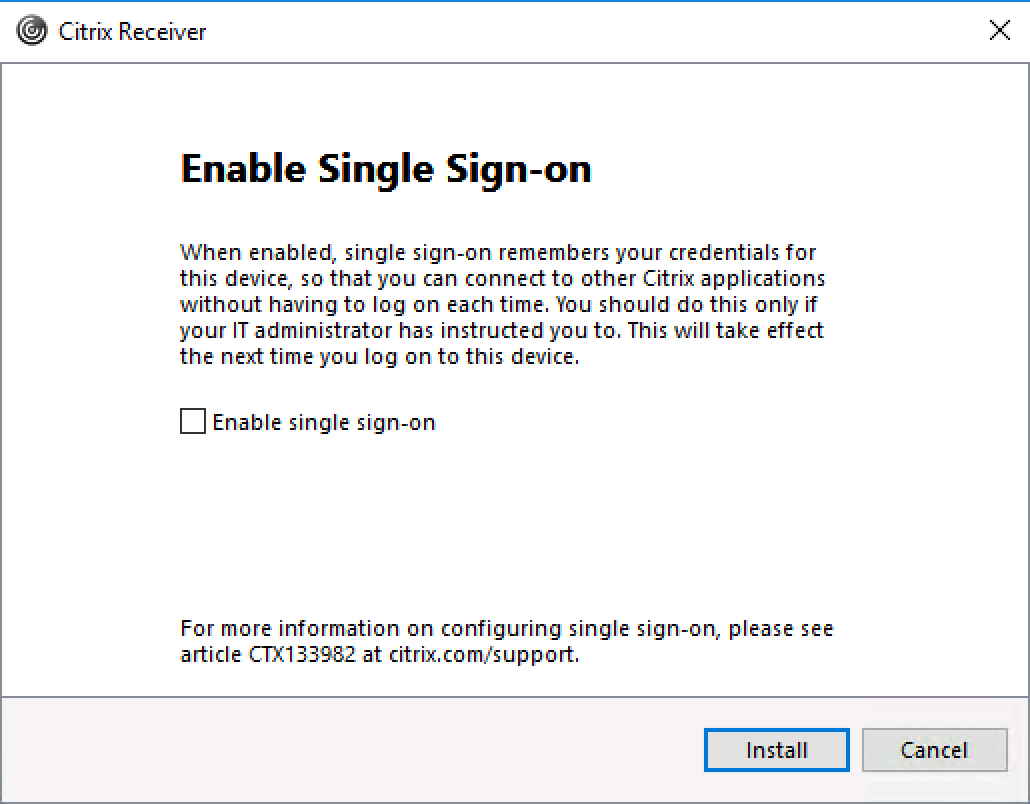 Citrix Receiver
Enable Single Sign-on
When enabled, single sign-on remembers your credentials for
this device, so that you can connect to other Citrix applications
without having to log on each time. You should do this only if
your IT administrator has instructed you to. This will take effect
the next time you log on to this device.
Enable single sign-on
For more information on configuring single sign-on, please see
article CTX133982 at citrix.com/support.
Install
Cancel